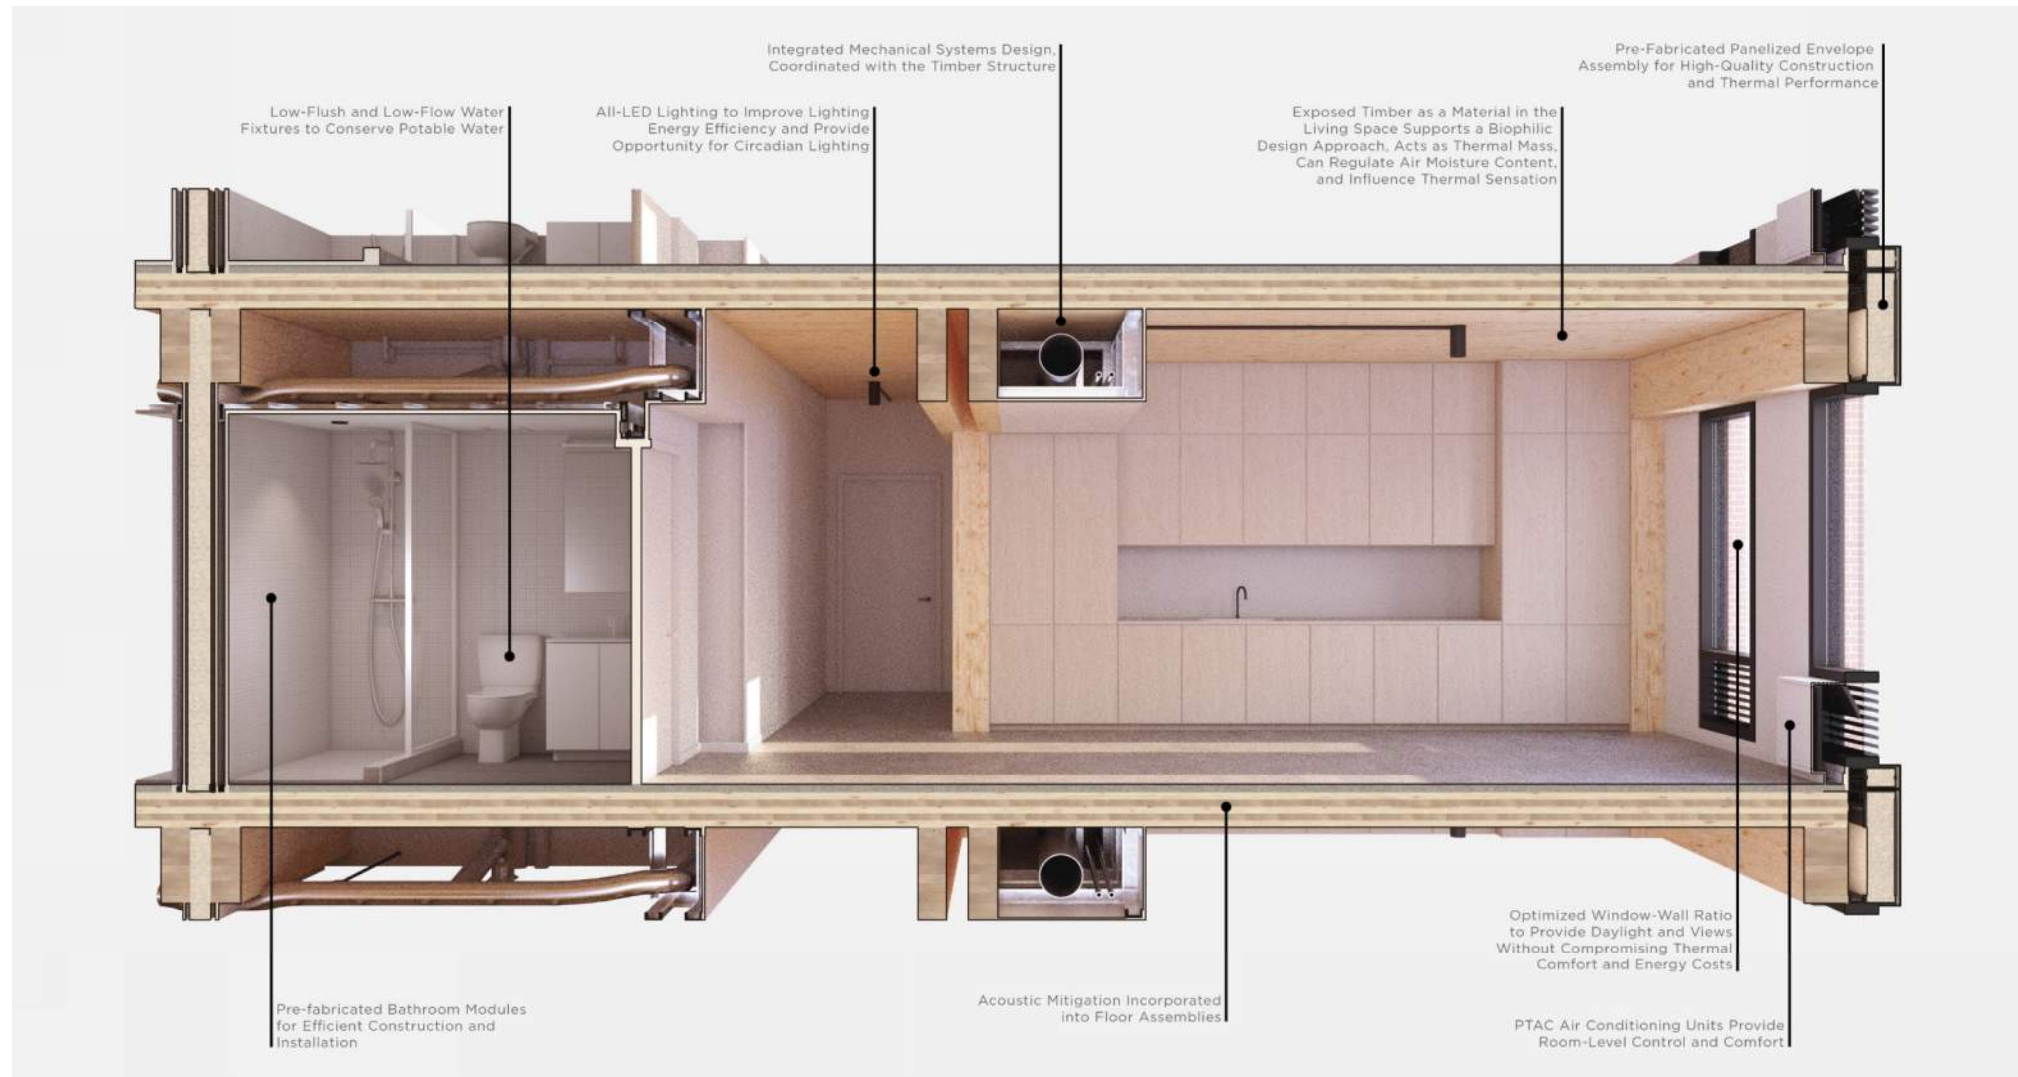 Integrated Mechanical Systems Design,
Coordinated with the Timber Structure
Pre-Fabricated Panelized Envelope
Assembly for High-Quality Construction
and Thermal Performance
Low-Flush and Low-Flow Water
Fixtures to Conserve Potable Water
All-LED Lighting to Improve Lighting
Energy Efficiency and Provide
Opportunity for Circadian Lighting
Exposed Timber as a Material in the
Living Space Supports a Biophilic
Design Approach, Acts as Thermal Mass,
Can Regulate Air Moisture Content,
and Influence Thermal Sensation
Optimized Window-Wall Ratio
to Provide Daylight and Views
Without Compromising Thermal
Comfort and Energy Costs
Pre-fabricated Bathroom Modules
for Efficient Construction and
Installation
Acoustic Mitigation Incorporated
into Floor Assemblies
PTAC Air Conditioning Units Provide
Room-Level Control and Comfort